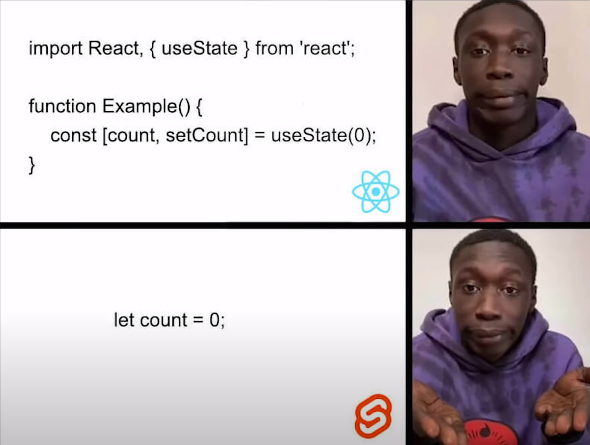 import React, { useState } from 'react';
function Example() {
const [count, setCount] = useState(0);
}
let count = 0;